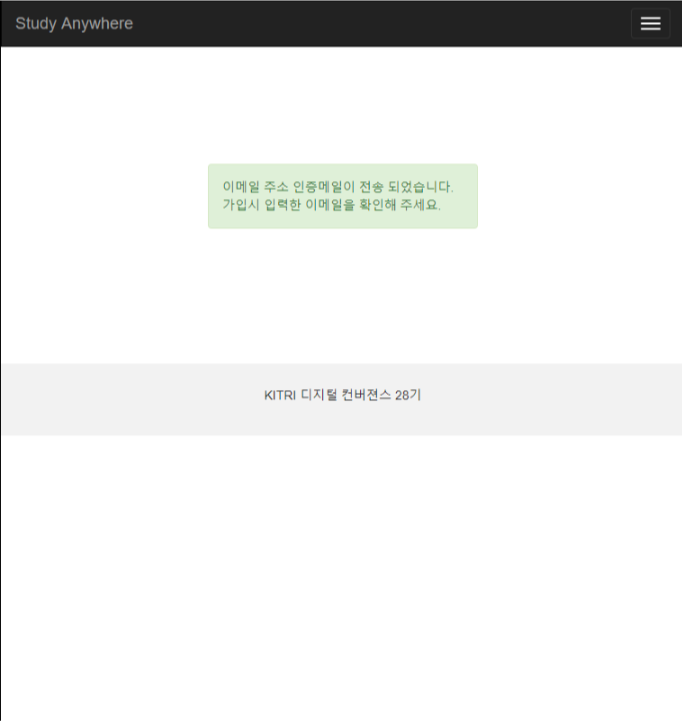 Study Anywhere
이메일 주소 인증메일이 전송 되었습니다.
가입시 입력한 이메일을 확인해 주세요.
KITRI 디지털 컨버젼스 28기